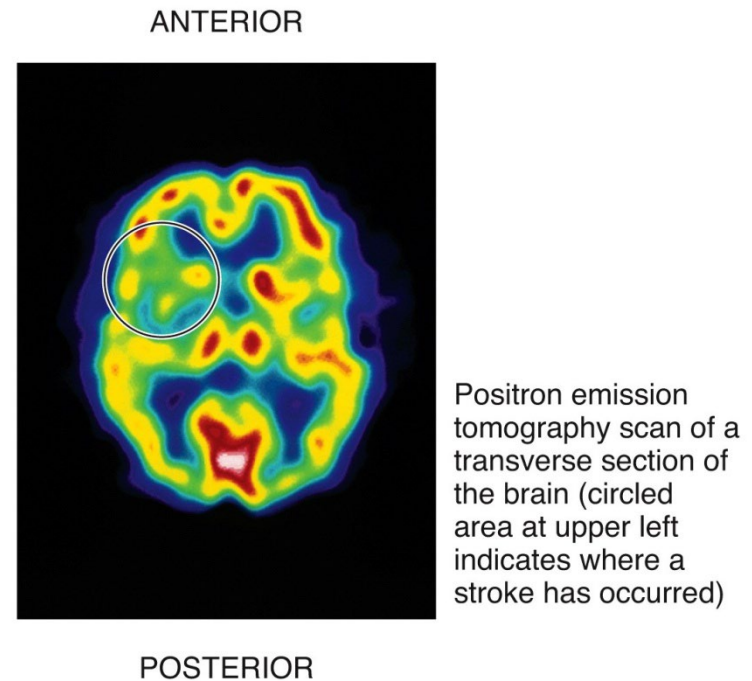 ANTERIOR
Positron emission
tomography scan of a
transverse section of
the brain (circled
area at upper left
indicates where a
stroke has occurred)
POSTERIOR